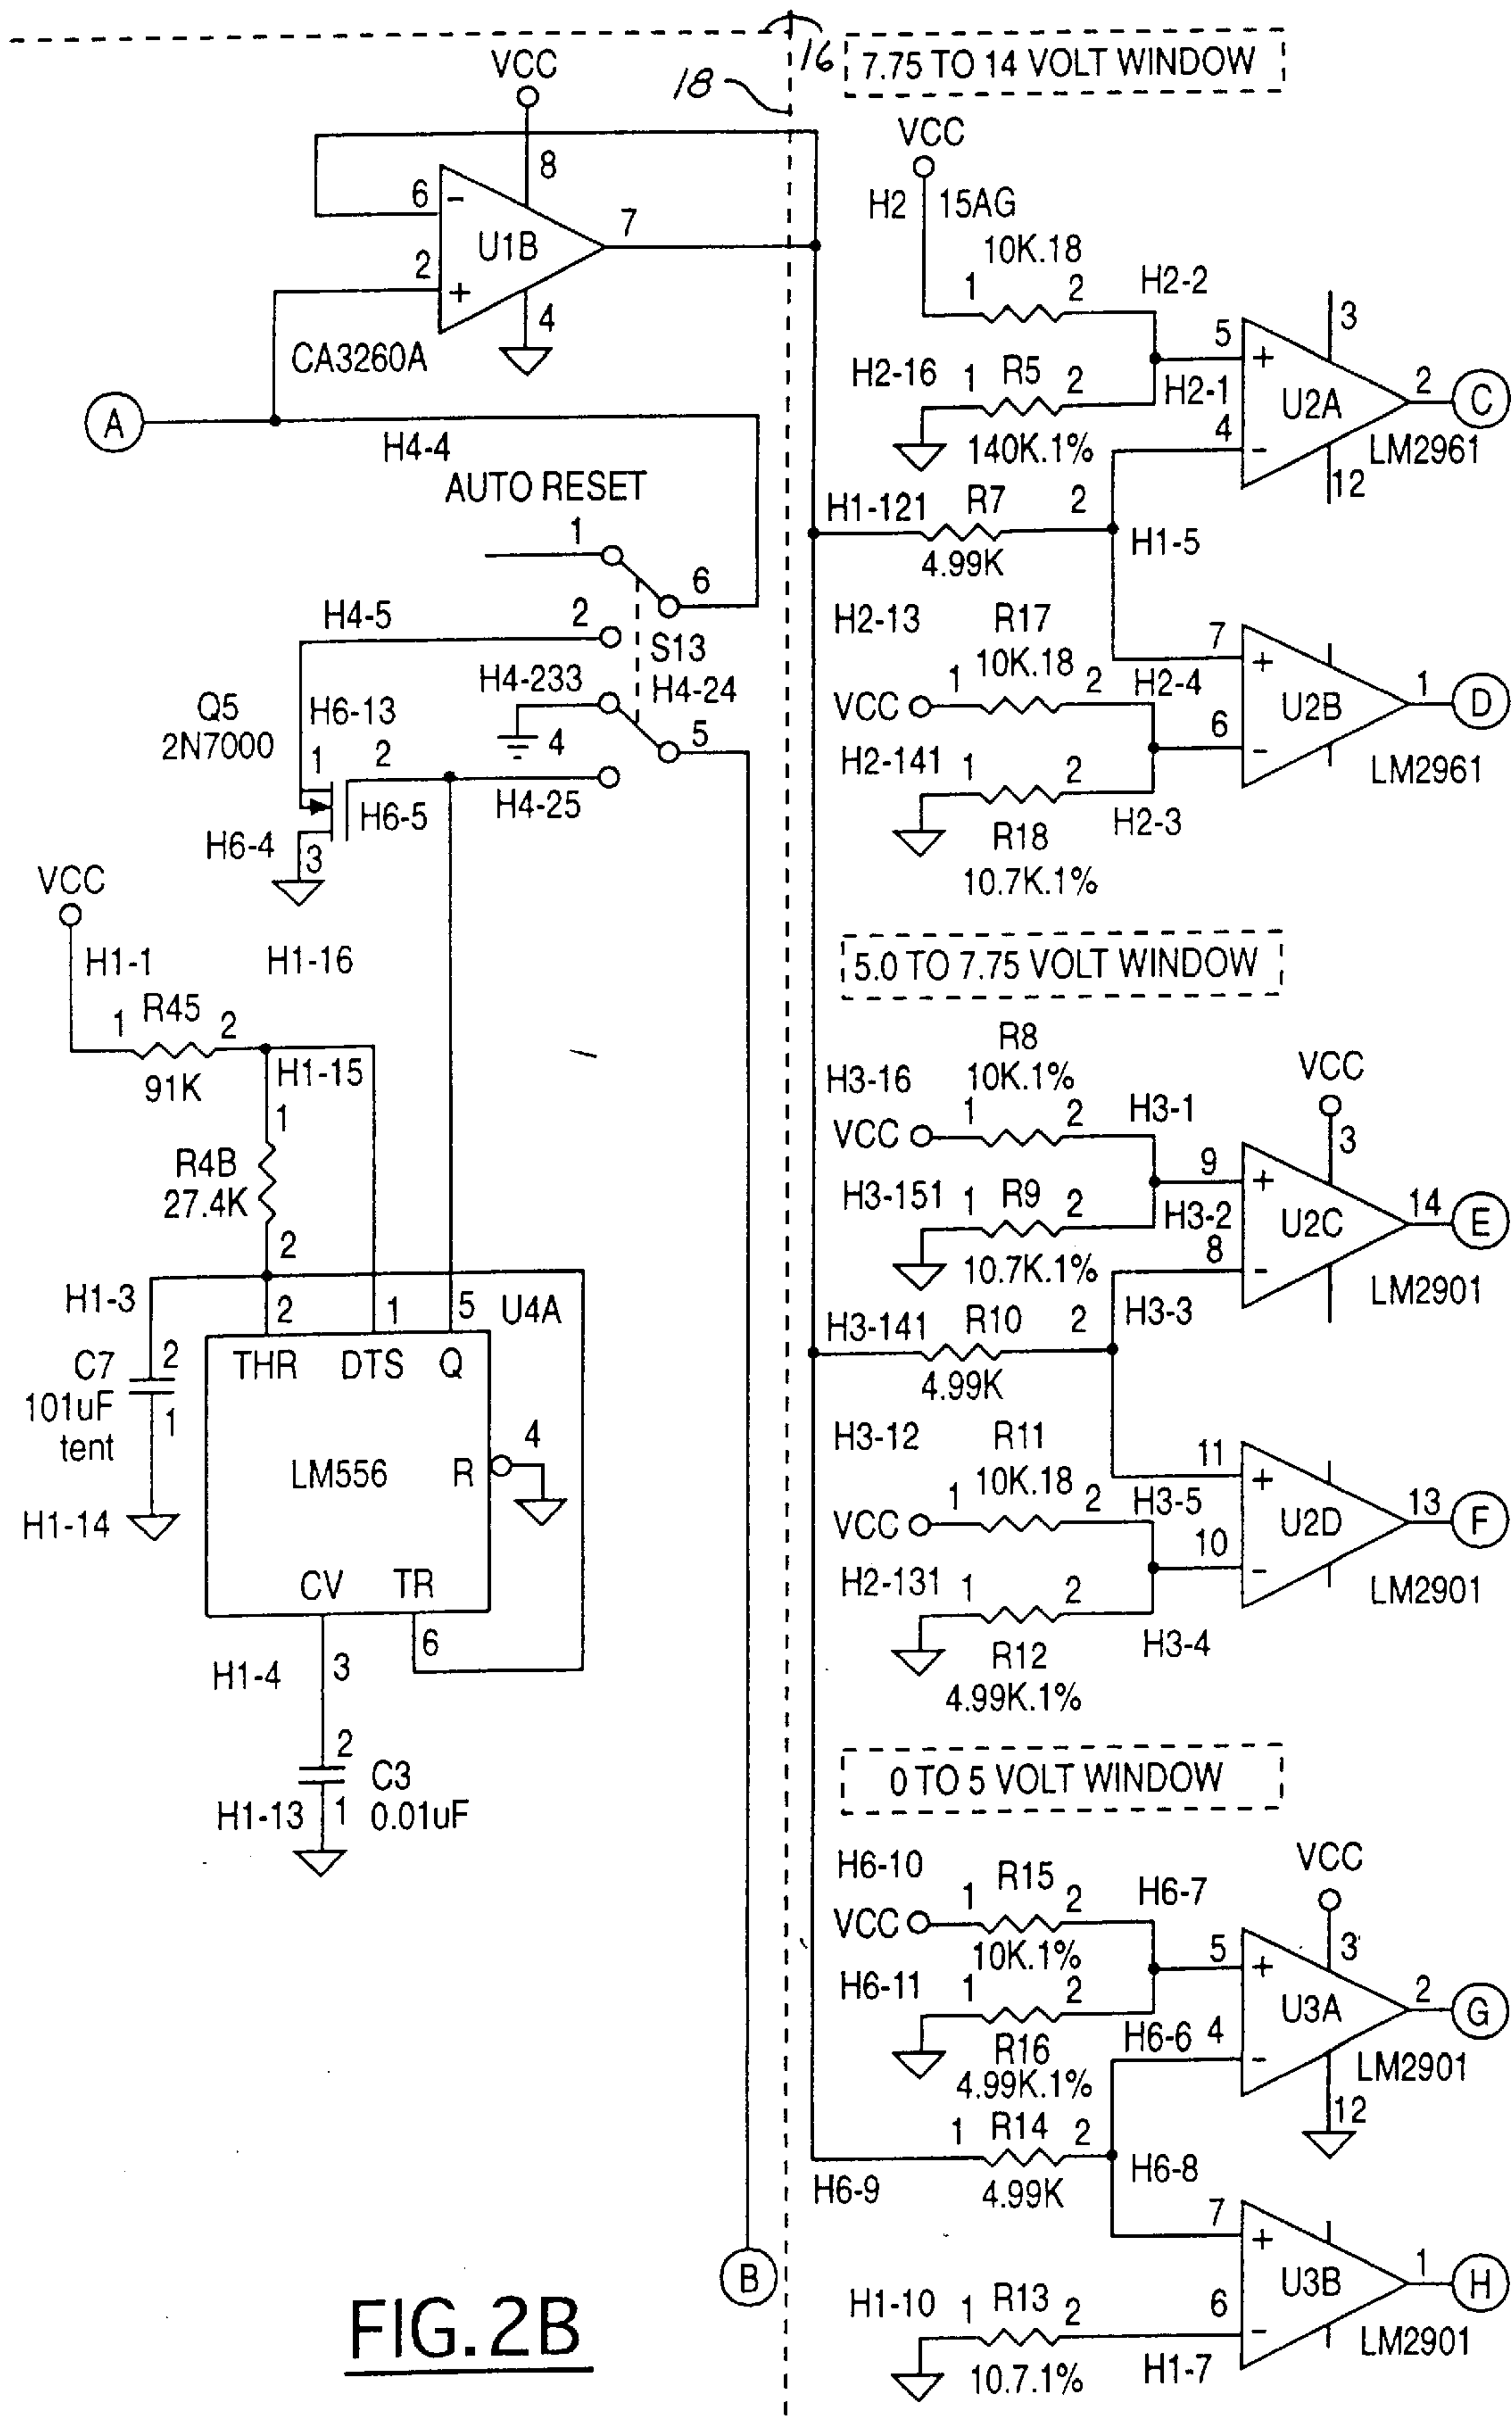 VCC
16
18
7.75 TO 14 VOLT WINDOW
VCC
8
6
-
U1B
7
2
+
4
CA3260A
H2
15AG
10K.18
1
2
H2-2
3
5
+
H2-16
1
R5
2
H2-1
U2A
2
C
140K.1%
4
-
LM2961
12
A
H4-4
AUTO RESET
1
6
H1-121
R7
2
4.99K
H1-5
H4-5
2
S13
H4-233
H4-24
4
5
H2-13
R17
10K.18
7
+
VCC
1
2
H2-4
U2B
1
D
6
-
H2-141
1
2
LM2961
R18
H2-3
10.7K.1%
Q5
2N7000
H6-13
1
2
H6-5
H4-25
H6-4
3
VCC
H1-1
H1-16
1
R45
2
91K
H1-15
1
R4B
27.4K
2
H1-3
2
1
5
U4A
THR
DTS
Q
C7
2
101uF
tent
1
LM556
R
4
H1-14
CV
TR
H1-4
3
6
2
C3
H1-13
1
0.01uF
5.0 TO 7.75 VOLT WINDOW
R8
H3-16
10K.1%
VCC
VCC
1
2
H3-1
3
9
+
H3-151
1
R9
2
H3-2
U2C
14
E
10.7K.1%
8
-
LM2901
H3-141
R10
2
H3-3
4.99K
H3-12
R11
10K.18
11
+
VCC
1
2
H3-5
U2D
13
F
10
-
H2-131
1
2
LM2901
R12
H3-4
4.99K.1%
0 TO 5 VOLT WINDOW
H6-10
VCC
1
R15
2
H6-7
VCC
3
10K.1%
5
+
H6-11
1
2
U3A
2
G
R16
H6-6
4
-
4.99K.1%
LM2901
12
1
R14
2
H6-9
4.99K
H6-8
7
+
U3B
1
H
H1-10
1
R13
2
6
-
LM2901
10.7.1%
H1-7
B
FIG.2B